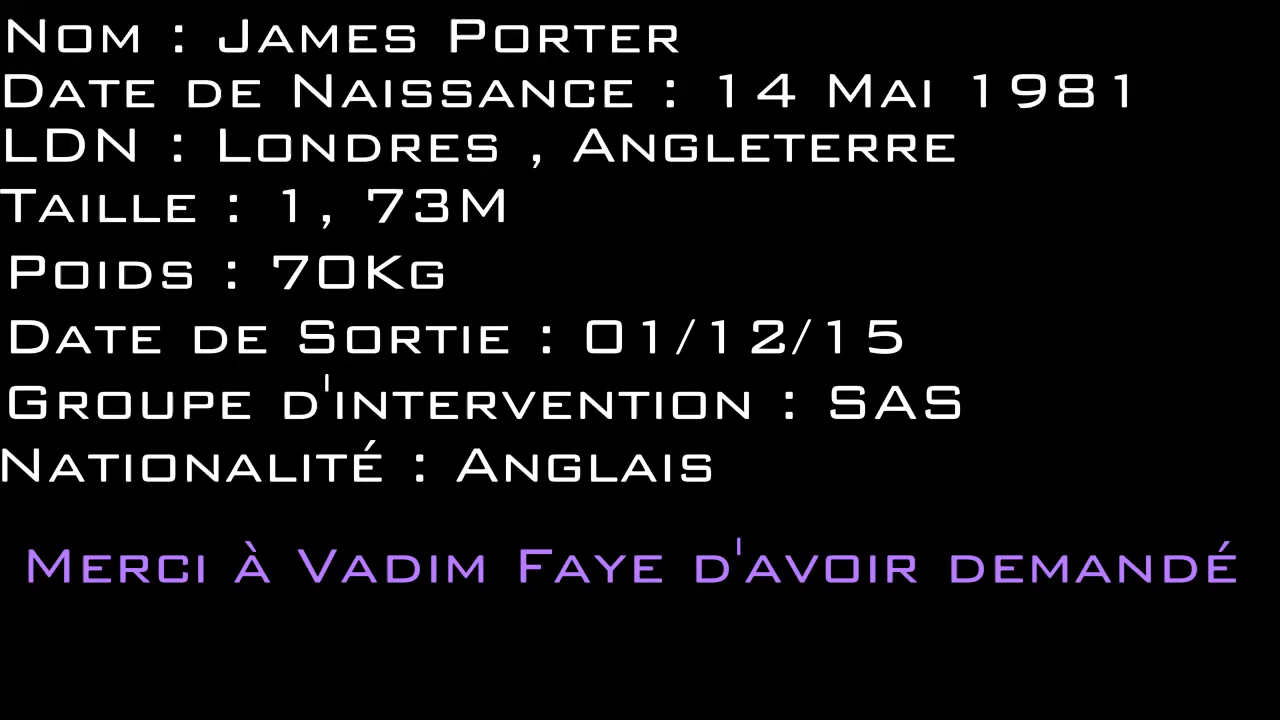 Nom : James Porter
Date de Naissance : 14 Mai 1981
LDN : Londres , Angleterre
Taille : 1, 73m
Poids : 70Kg
Date de Sortie : 01/12/15
Groupe d'intervention : SAS
Nationalité : Anglais
Merci à Vadim Faye d'avoir demandé